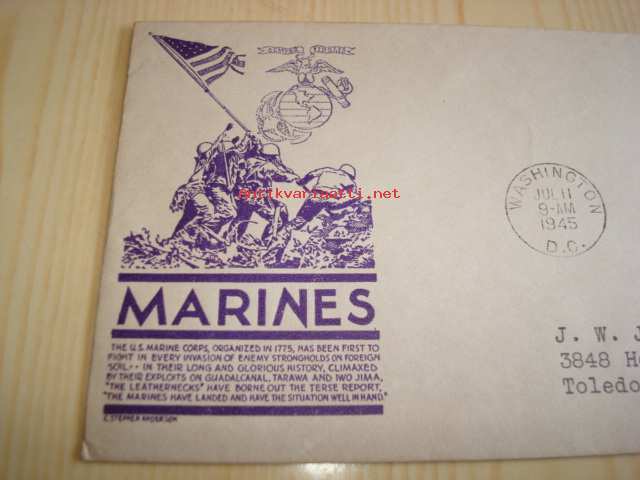 SEMPER FIDELIS
antikvariaatti.net
WASHINGTON
JUL 11
9-AM
1945
D.C.
MARINES
THE U.S. MARINE CORPS, ORGANIZED IN 1775, HAS BEEN FIRST TO
FIGHT IN EVERY INVASION OF ENEMY STRONGHOLDS ON FOREIGN
SOIL -- IN THEIR LONG AND GLORIOUS HISTORY, CLIMAXED
BY THEIR EXPLOITS ON GUADALCANAL, TARAWA AND IWO JIMA,
"THE LEATHERNECKS" HAVE BORNE OUT THE TERSE REPORT,
"THE MARINES HAVE LANDED AND HAVE THE SITUATION WELL IN HAND."
C. STEPHEN ANDERSON
J. W. J
3848 He
Toledo